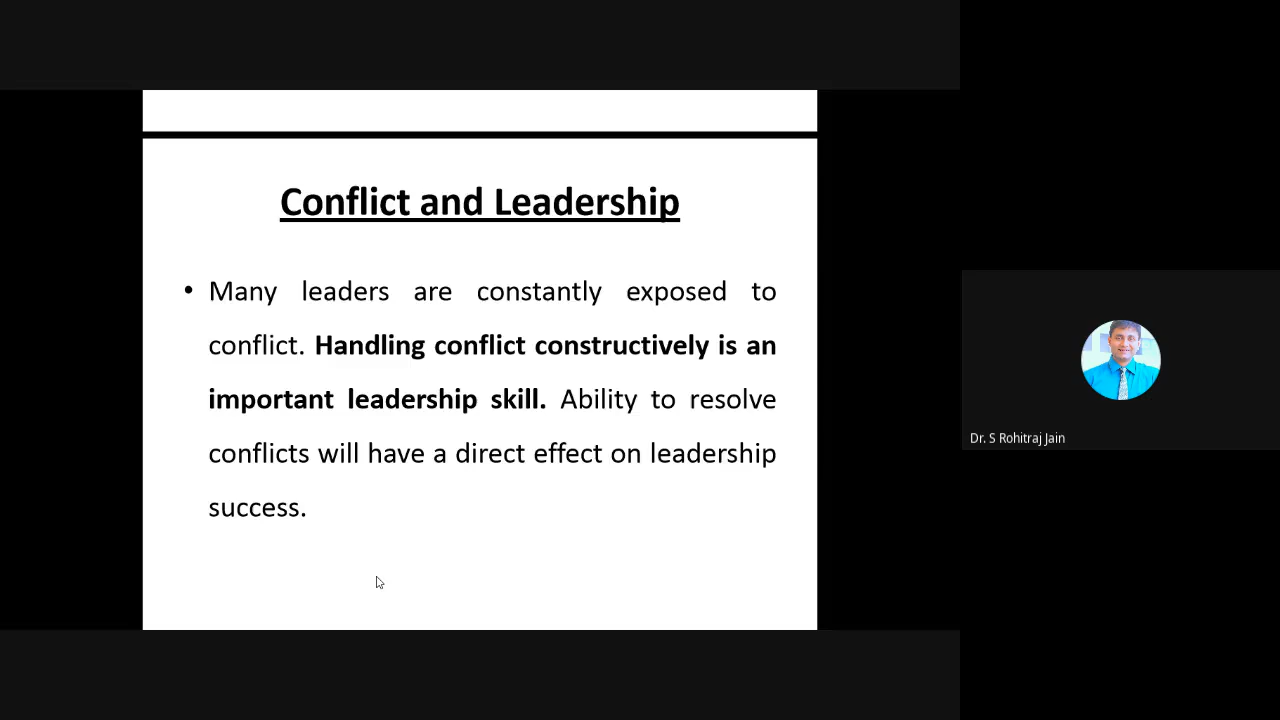 Conflict and Leadership
• Many leaders are constantly exposed to
conflict. Handling conflict constructively is an
important leadership skill. Ability to resolve
conflicts will have a direct effect on leadership
success.
Dr. S Rohitraj Jain